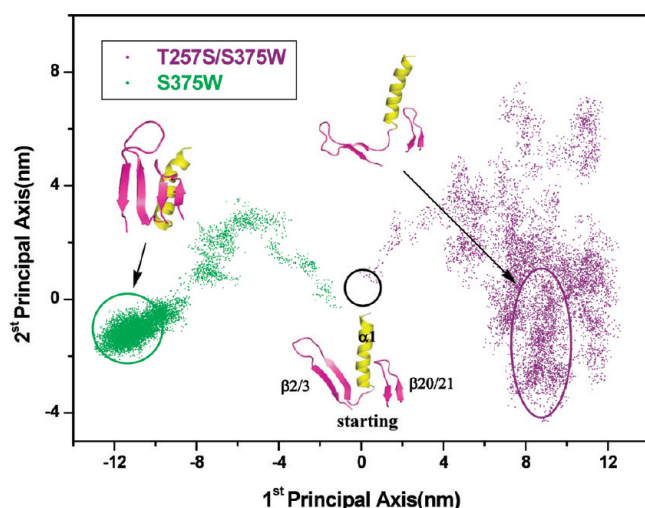 T257S/S375W
S375W
8
4
0
-4
2st Principal Axis(nm)
α1
β2/3
β20/21
starting
-12
-8
-4
0
4
8
12
1st Principal Axis(nm)